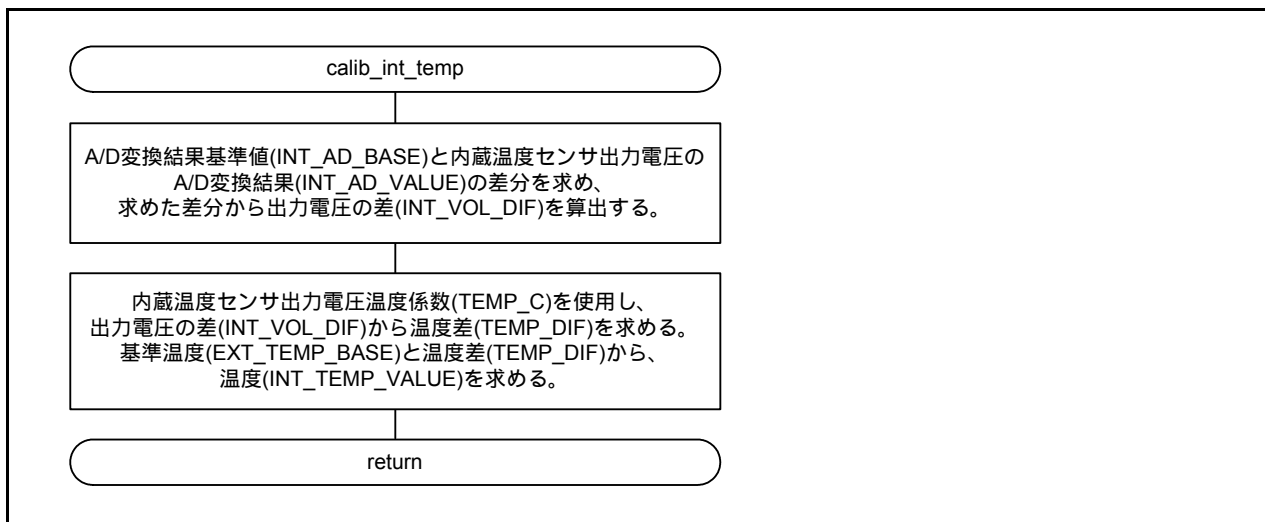 calib_int_temp
A/D変換結果基準値(INT_AD_BASE)と内蔵温度センサ出力電圧の
A/D変換結果(INT_AD_VALUE)の差分を求め、
求めた差分から出力電圧の差(INT_VOL_DIF)を算出する。
内蔵温度センサ出力電圧温度係数(TEMP_C)を使用し、
出力電圧の差(INT_VOL_DIF)から温度差(TEMP_DIF)を求める。
基準温度(EXT_TEMP_BASE)と温度差(TEMP_DIF)から、
温度(INT_TEMP_VALUE)を求める。
return